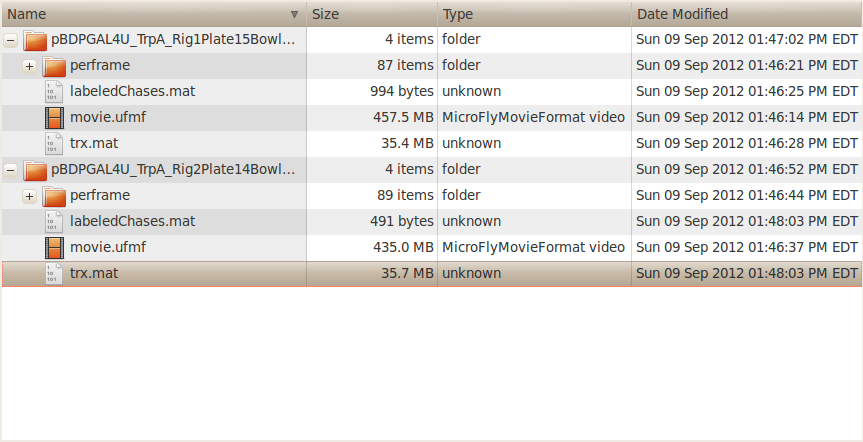 Name Size Type Date Modified
pBDPGAL4U_TrpA_Rig1Plate15Bowl... 4 items folder Sun 09 Sep 2012 01:47:02 PM EDT
perframe 87 items folder Sun 09 Sep 2012 01:46:21 PM EDT
labeledChases.mat 994 bytes unknown Sun 09 Sep 2012 01:46:25 PM EDT
movie.ufmf 457.5 MB MicroFlyMovieFormat video Sun 09 Sep 2012 01:46:14 PM EDT
trx.mat 35.4 MB unknown Sun 09 Sep 2012 01:46:28 PM EDT
pBDPGAL4U_TrpA_Rig2Plate14Bowl... 4 items folder Sun 09 Sep 2012 01:46:52 PM EDT
perframe 89 items folder Sun 09 Sep 2012 01:46:44 PM EDT
labeledChases.mat 491 bytes unknown Sun 09 Sep 2012 01:48:03 PM EDT
movie.ufmf 435.0 MB MicroFlyMovieFormat video Sun 09 Sep 2012 01:46:37 PM EDT
trx.mat 35.7 MB unknown Sun 09 Sep 2012 01:48:03 PM EDT